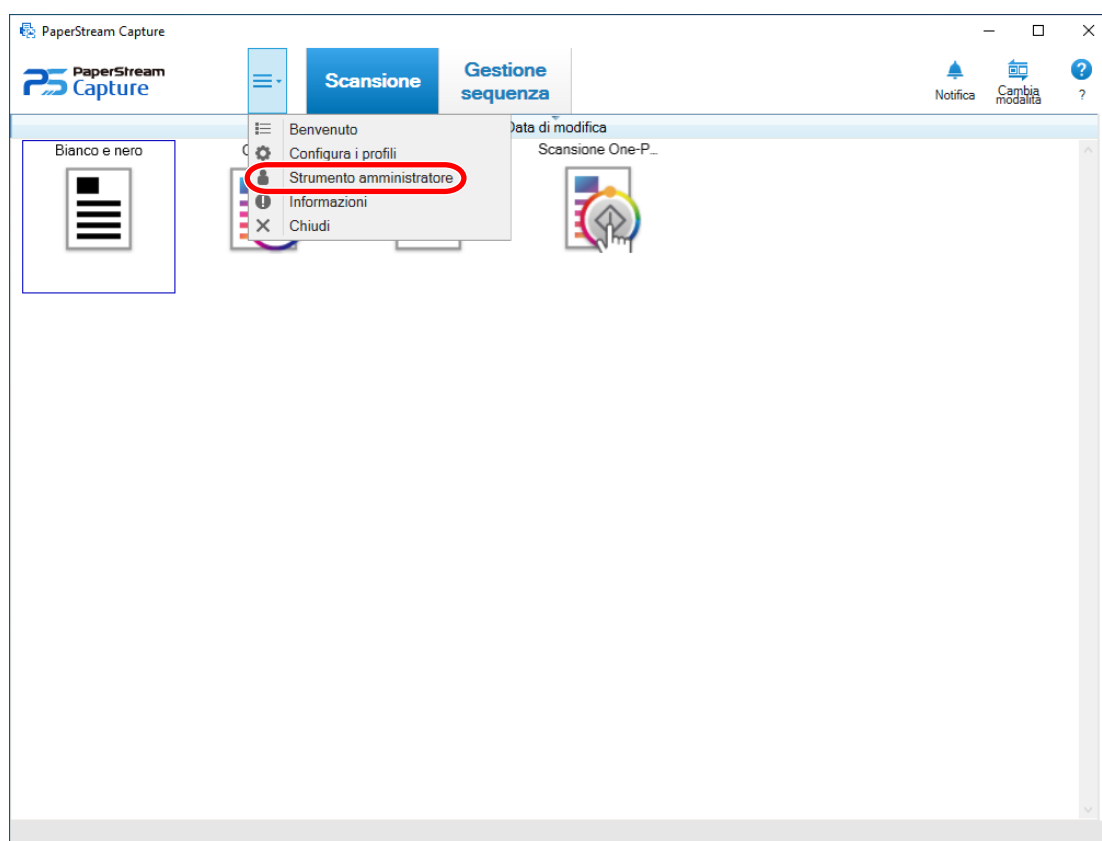 PaperStream Capture
PaperStream
Capture
Scansione
Gestione
sequenza
Notifica
Cambia
modalità
?
Data di modifica
Benvenuto
Configura i profili
Strumento amministratore
Informazioni
Chiudi
Bianco e nero
Scansione One-P...